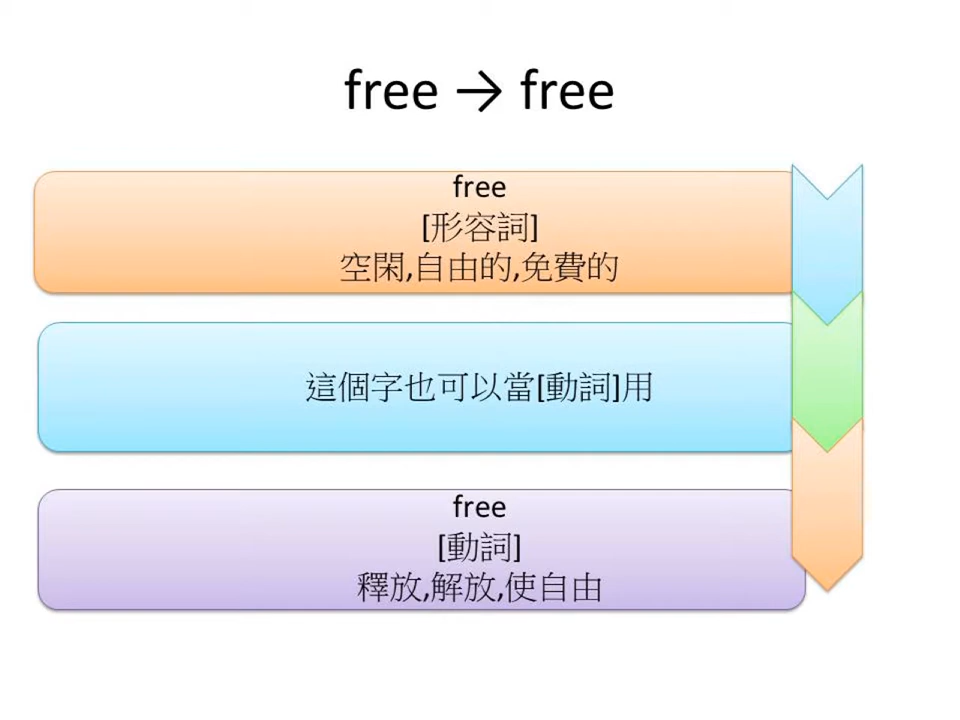 free → free
free
[形容詞]
空閑,自由的,免費的
這個字也可以當[動詞]用
free
[動詞]
釋放,解放,使自由